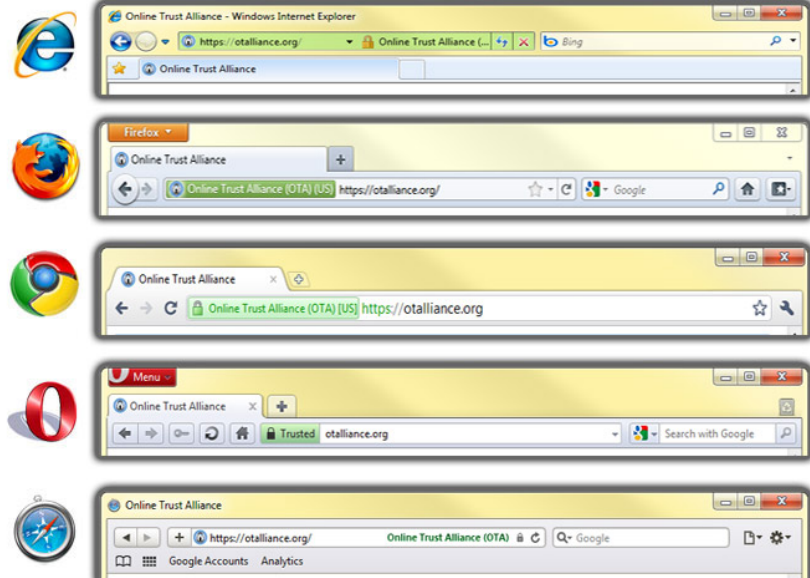 Online Trust Alliance - Windows Internet Explorer
https://otalliance.org/ Online Trust Alliance (... Bing
Online Trust Alliance
Firefox
Online Trust Alliance
Online Trust Alliance (OTA) (US) https://otalliance.org/ Google
Online Trust Alliance
Online Trust Alliance (OTA) [US] https://otalliance.org
Menu
Online Trust Alliance
Trusted otalliance.org Search with Google
Online Trust Alliance
https://otalliance.org/ Online Trust Alliance (OTA) Google
Google Accounts Analytics